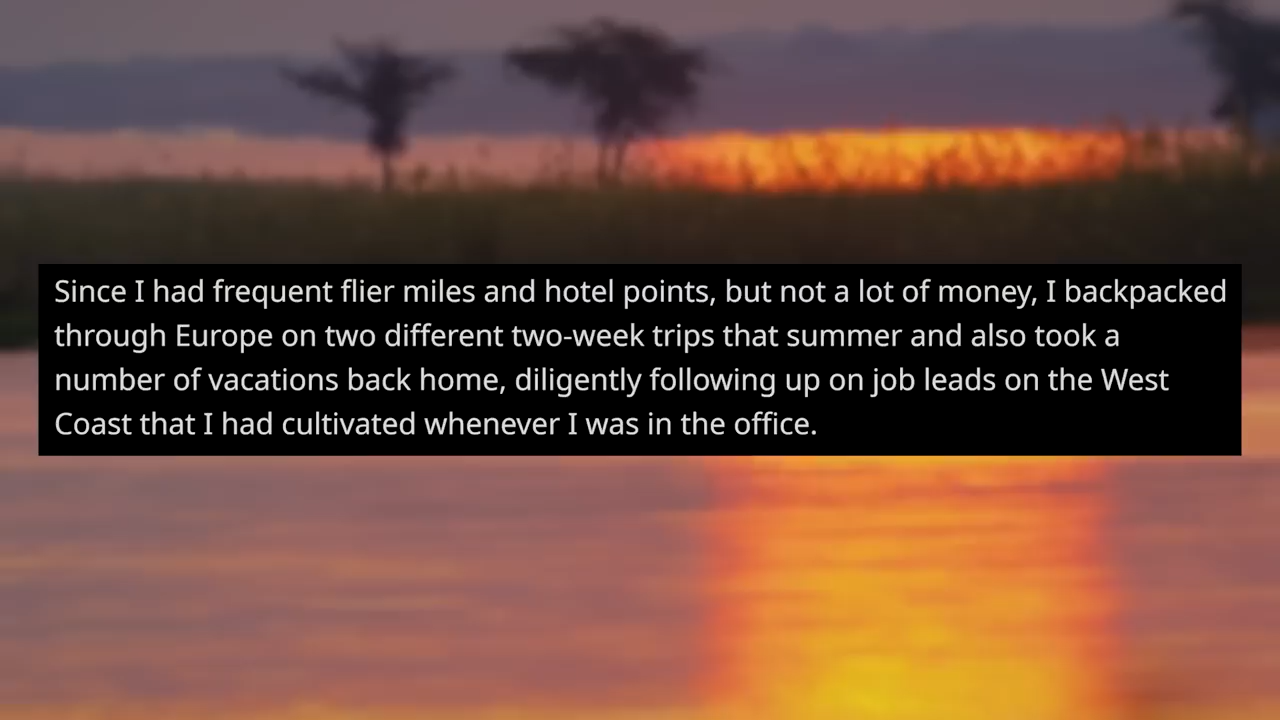 Since I had frequent flier miles and hotel points, but not a lot of money, I backpacked
through Europe on two different two-week trips that summer and also took a
number of vacations back home, diligently following up on job leads on the West
Coast that I had cultivated whenever I was in the office.